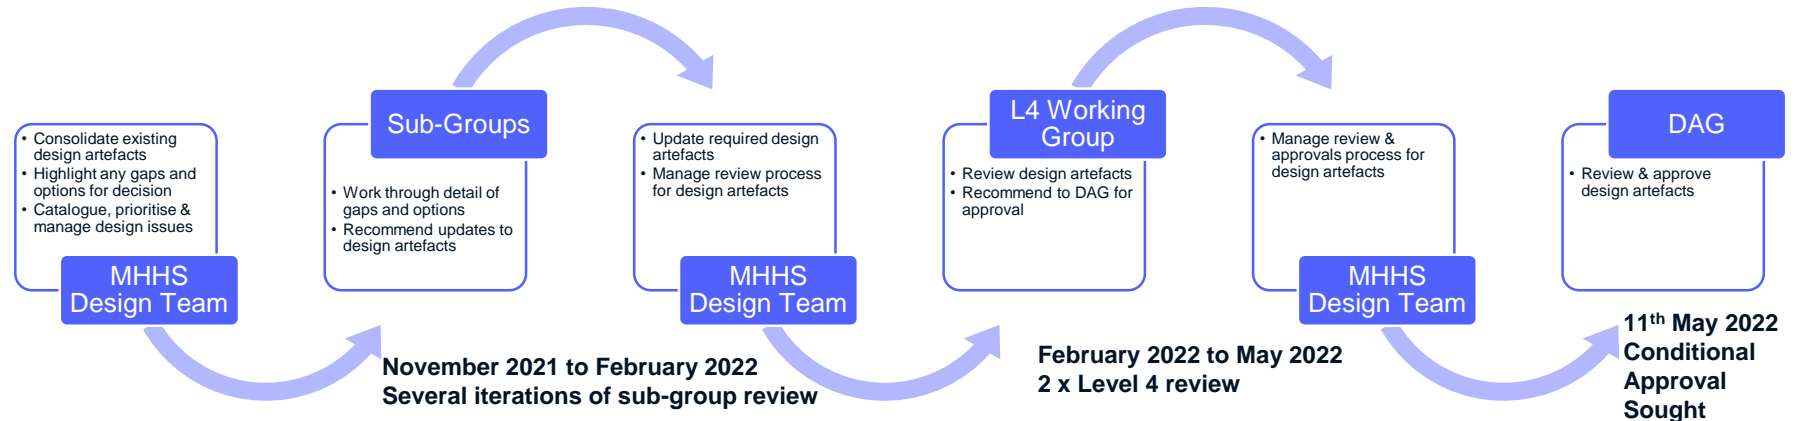 • Consolidate existing
design artefacts
• Highlight any gaps and
options for decision
• Catalogue, prioritise &
manage design issues
MHHS
Design Team
Sub-Groups
• Work through detail of
gaps and options
• Recommend updates to
design artefacts
November 2021 to February 2022
Several iterations of sub-group review
• Update required design
artefacts
• Manage review process
for design artefacts
MHHS
Design Team
L4 Working
Group
• Review design artefacts
• Recommend to DAG for
approval
February 2022 to May 2022
2 x Level 4 review
• Manage review &
approvals process for
design artefacts
MHHS
Design Team
DAG
• Review & approve
design artefacts
11th May 2022
Conditional
Approval
Sought